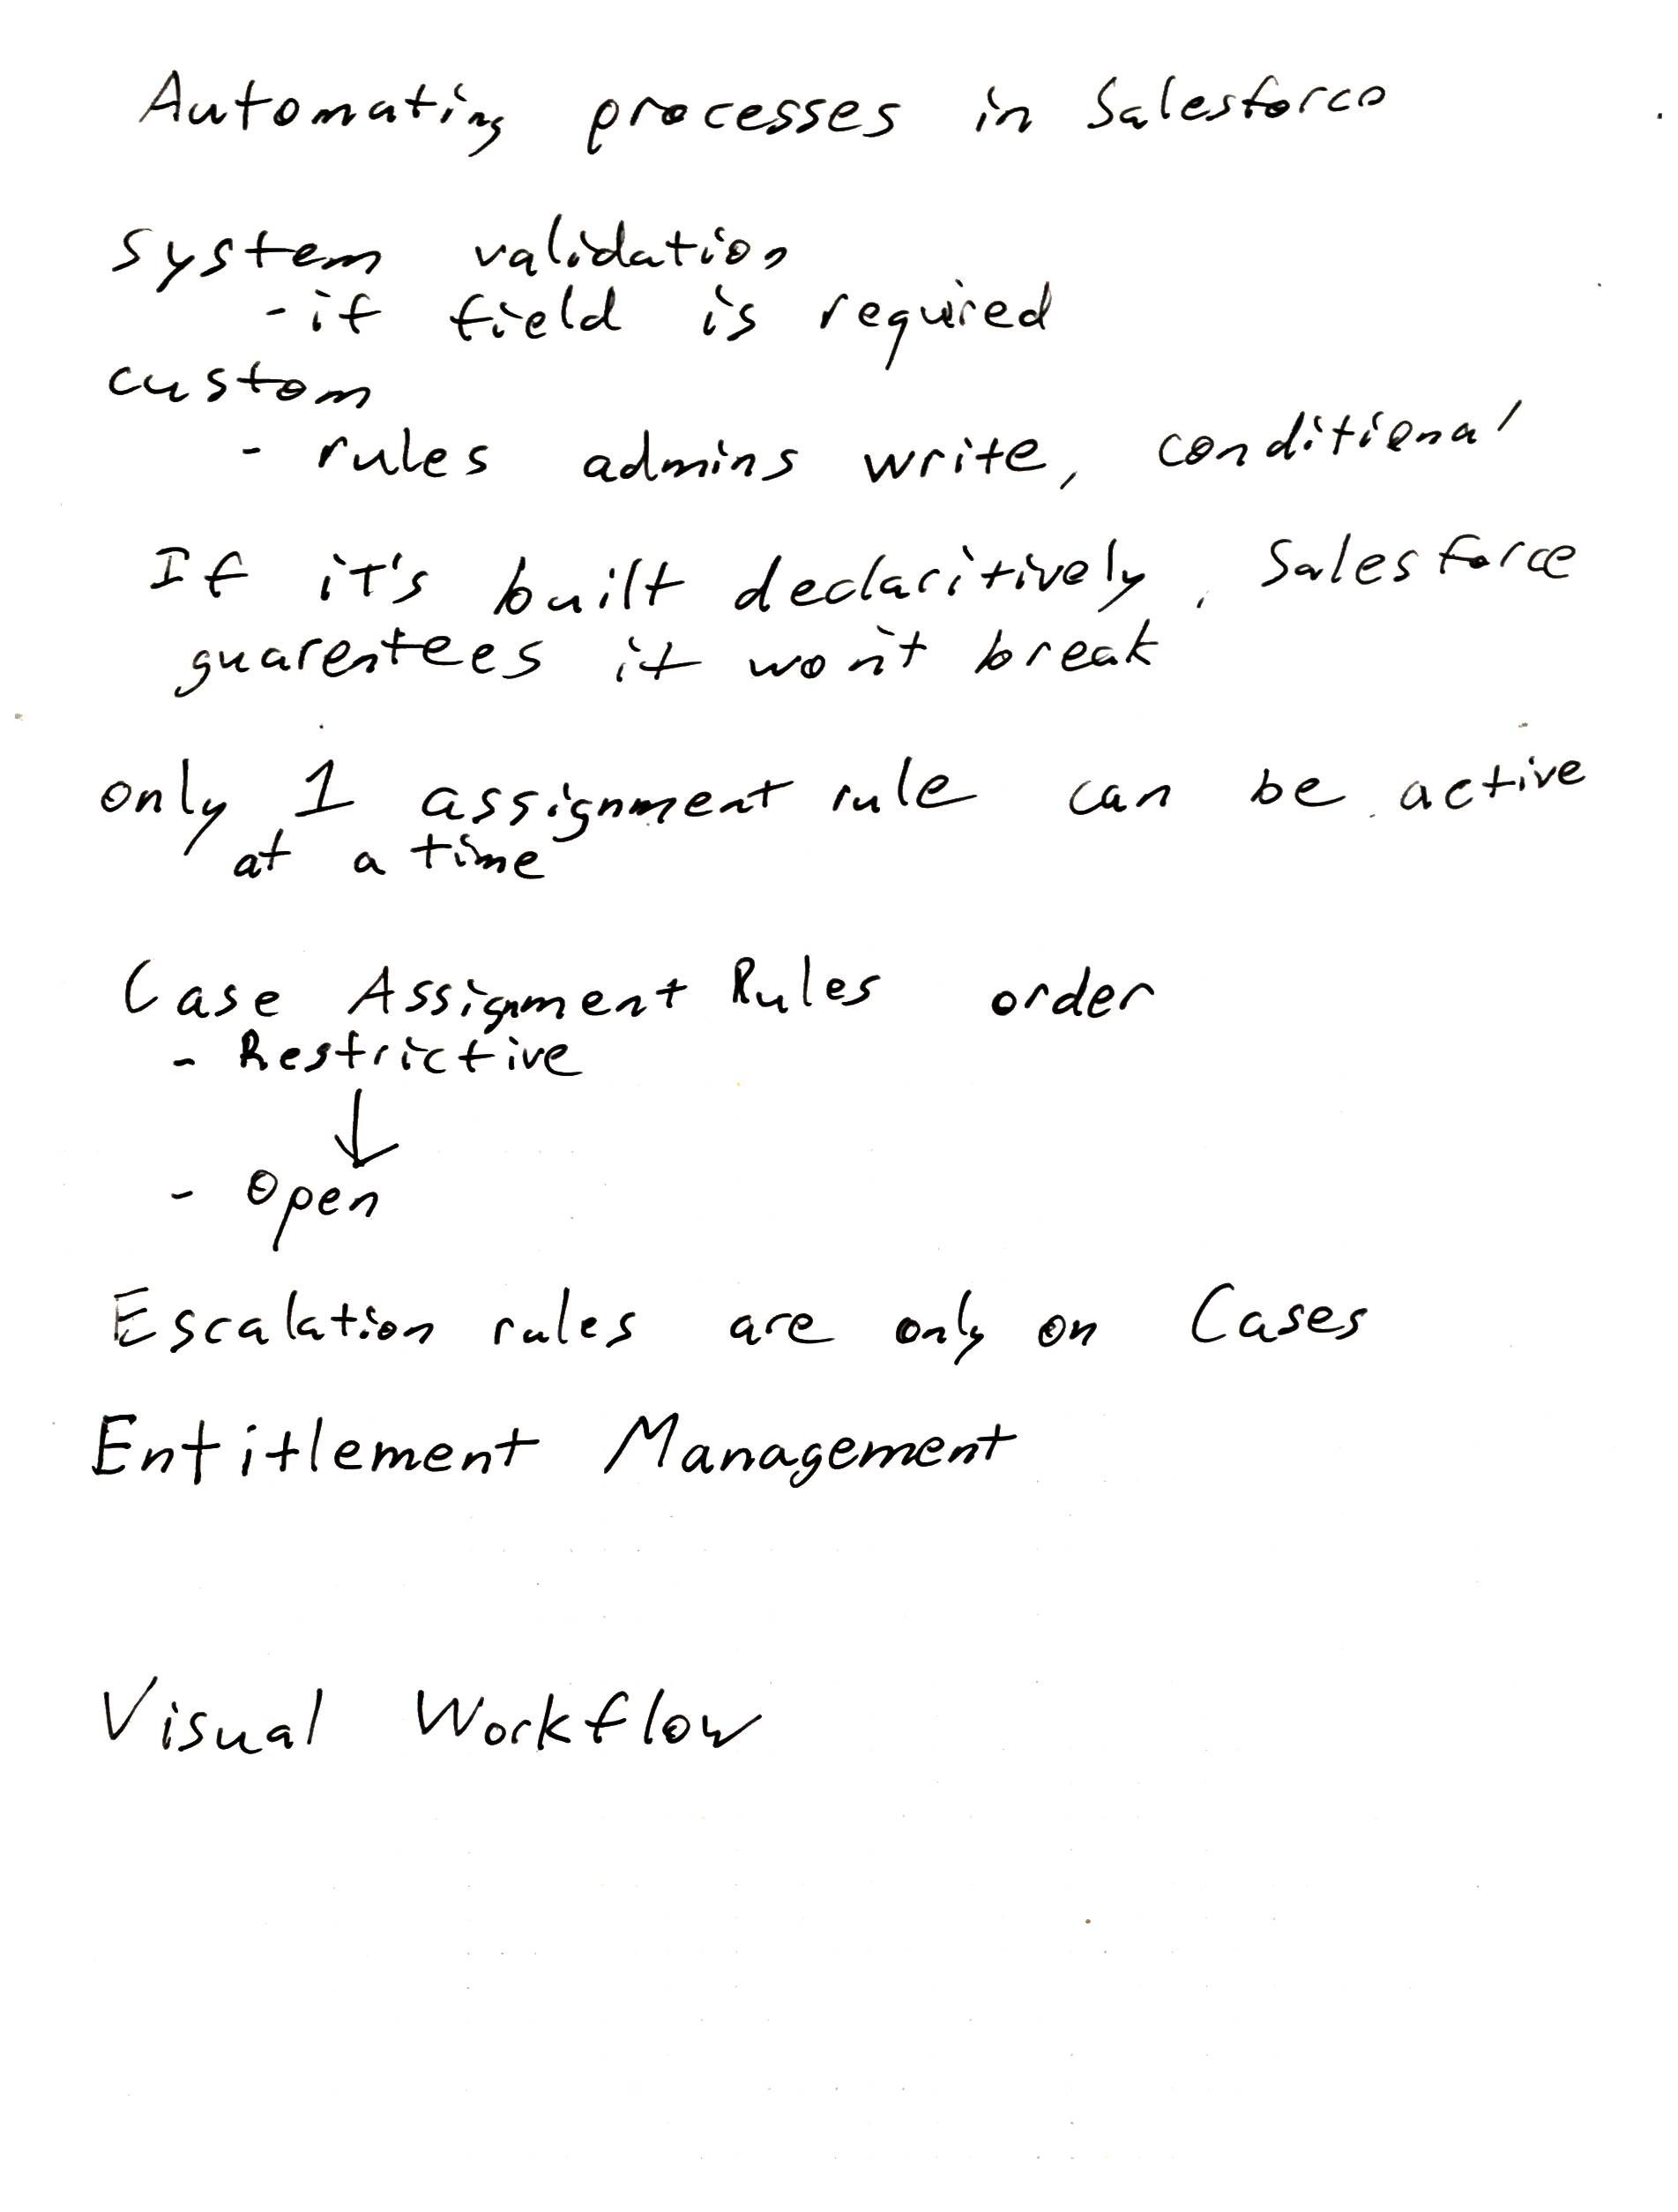 Automating processes in Salesforce
system validation
- if field is required
custom
- rules admins write, conditional
If it's built declaritively, Salesforce
guarentees it won't break
only 1 assignment rule can be active
at a time
Case Assignment Rules order
- Restrictive
↓
- Open
Escalation rules are only on Cases
Entitlement Management
Visual Workflow